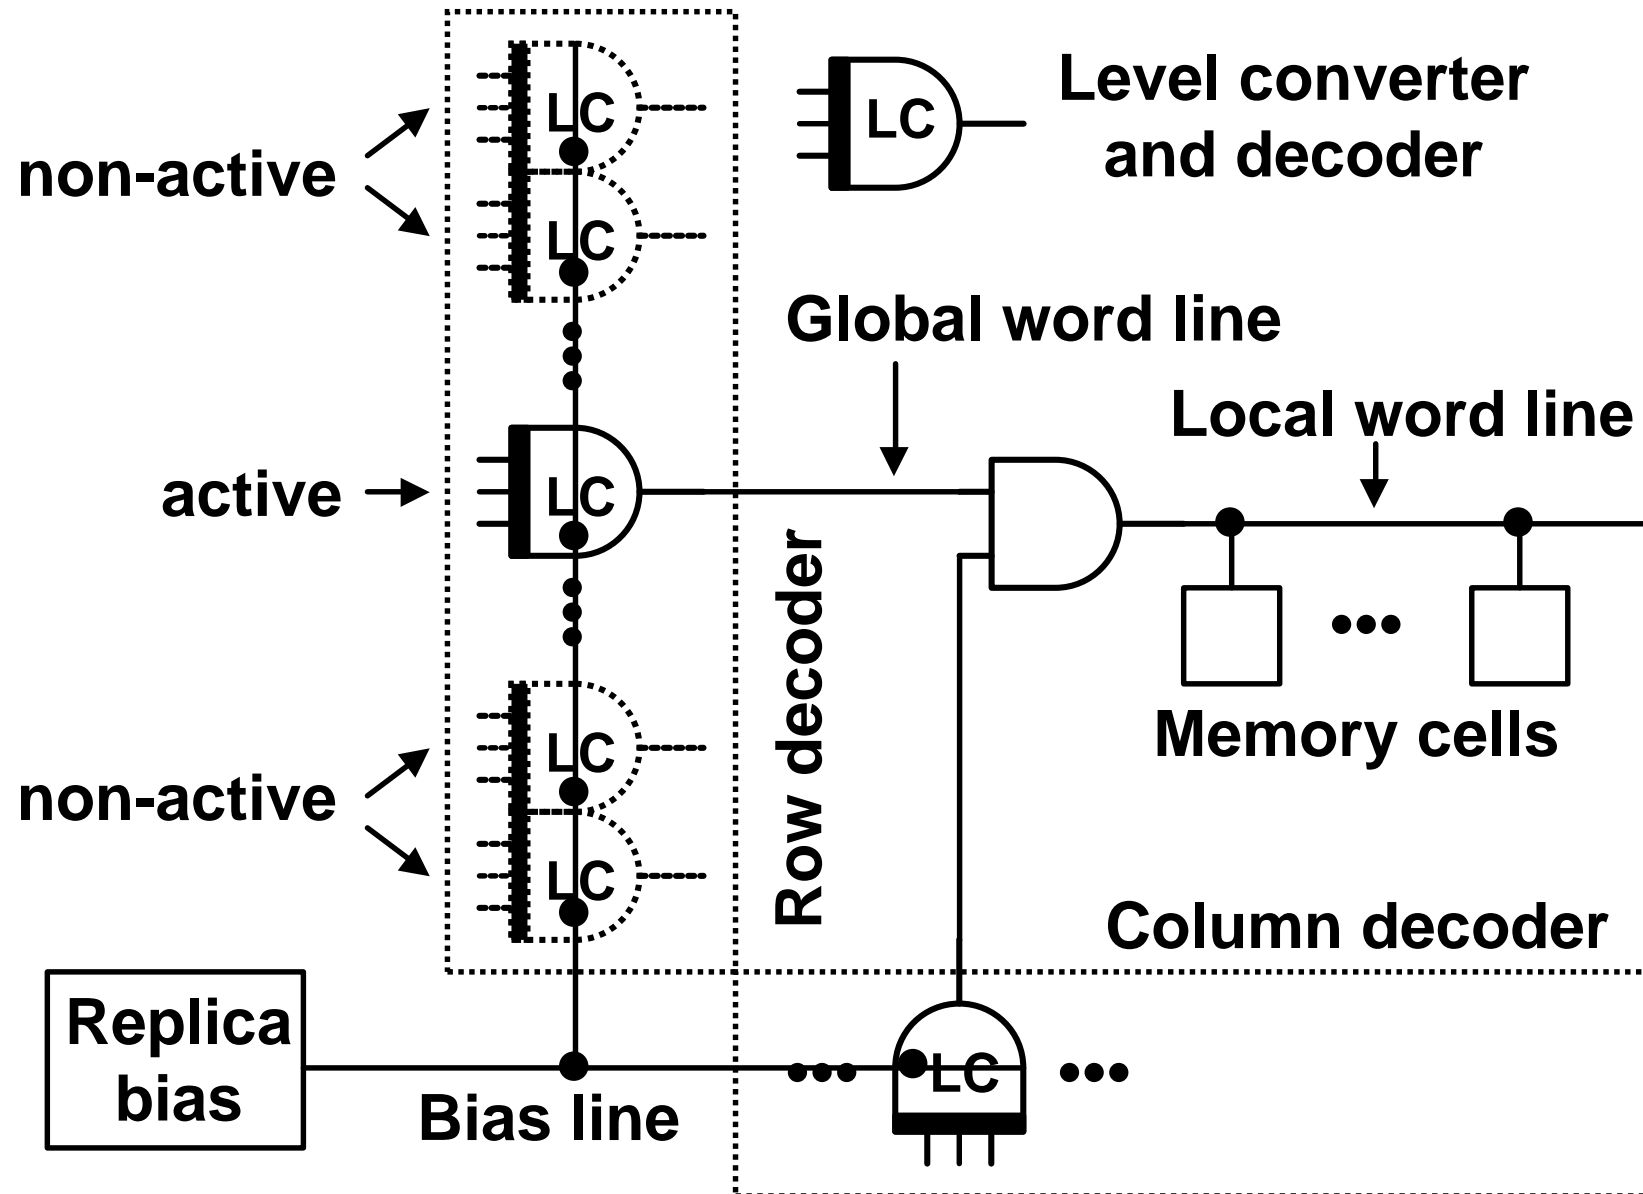 LC
LC
Level converter
and decoder
non-active
LC
Global word line
Local word line
active
LC
Row decoder
Memory cells
LC
non-active
LC
Column decoder
Replica
bias
LC
Bias line